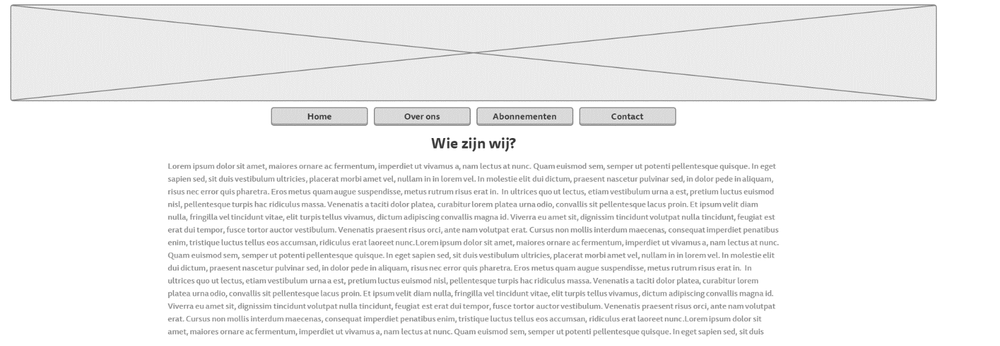 Home Over ons Abonnementen Contact
Wie zijn wij?
Lorem ipsum dolor sit amet, maiores ornare ac fermentum, imperdiet ut vivamus a, nam lectus at nunc. Quam euismod sem, semper ut potenti pellentesque quisque. In eget
sapien sed, sit duis vestibulum ultricies, placerat morbi amet vel, nullam in in lorem vel. In molestie elit dui dictum, praesent nascetur pulvinar sed, in dolor pede in aliquam,
risus nec error quis pharetra. Eros metus quam augue suspendisse, metus rutrum risus erat in.  In ultrices quo ut lectus, etiam vestibulum urna a est, pretium luctus euismod
nisl, pellentesque turpis hac ridiculus massa. Venenatis a taciti dolor platea, curabitur lorem platea urna odio, convallis sit pellentesque lacus proin. Et ipsum velit diam
nulla, fringilla vel tincidunt vitae, elit turpis tellus vivamus, dictum adipiscing convallis magna id. Viverra eu amet sit, dignissim tincidunt volutpat nulla tincidunt, feugiat est
erat dui tempor, fusce tortor auctor vestibulum. Venenatis praesent risus orci, ante nam volutpat erat. Cursus non mollis interdum maecenas, consequat imperdiet penatibus
enim, tristique luctus tellus eos accumsan, ridiculus erat laoreet nunc.Lorem ipsum dolor sit amet, maiores ornare ac fermentum, imperdiet ut vivamus a, nam lectus at nunc.
Quam euismod sem, semper ut potenti pellentesque quisque. In eget sapien sed, sit duis vestibulum ultricies, placerat morbi amet vel, nullam in in lorem vel. In molestie elit
dui dictum, praesent nascetur pulvinar sed, in dolor pede in aliquam, risus nec error quis pharetra. Eros metus quam augue suspendisse, metus rutrum risus erat in.  In
ultrices quo ut lectus, etiam vestibulum urna a est, pretium luctus euismod nisl, pellentesque turpis hac ridiculus massa. Venenatis a taciti dolor platea, curabitur lorem
platea urna odio, convallis sit pellentesque lacus proin. Et ipsum velit diam nulla, fringilla vel tincidunt vitae, elit turpis tellus vivamus, dictum adipiscing convallis magna id.
Viverra eu amet sit, dignissim tincidunt volutpat nulla tincidunt, feugiat est erat dui tempor, fusce tortor auctor vestibulum. Venenatis praesent risus orci, ante nam volutpat
erat. Cursus non mollis interdum maecenas, consequat imperdiet penatibus enim, tristique luctus tellus eos accumsan, ridiculus erat laoreet nunc.Lorem ipsum dolor sit
amet, maiores ornare ac fermentum, imperdiet ut vivamus a, nam lectus at nunc. Quam euismod sem, semper ut potenti pellentesque quisque. In eget sapien sed, sit duis